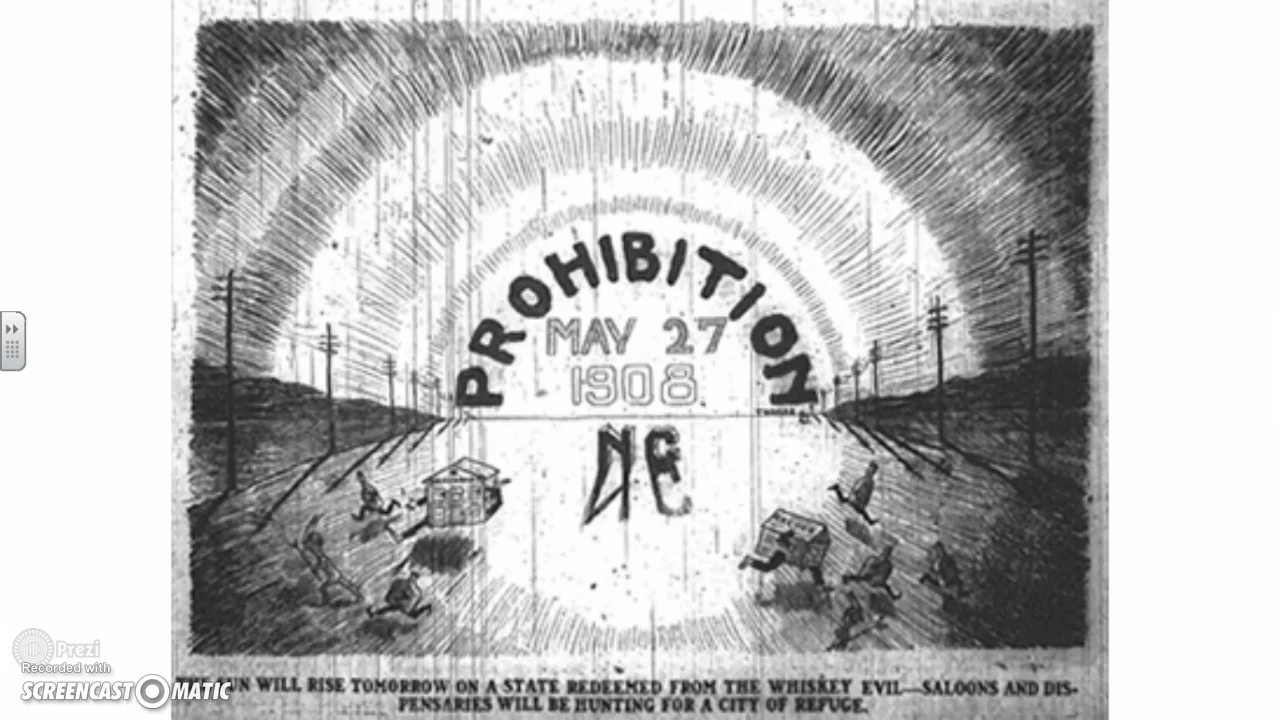 PROHIBITION
MAY 27
1908
NC
UN WILL RISE TOMORROW ON A STATE REDEEMED FROM THE WHISKEY EVIL—SALOONS AND DIS-
PENSARIES WILL BE HUNTING FOR A CITY OF REFUGE.
Prezi
Recorded with
SCREENCAST O MATIC